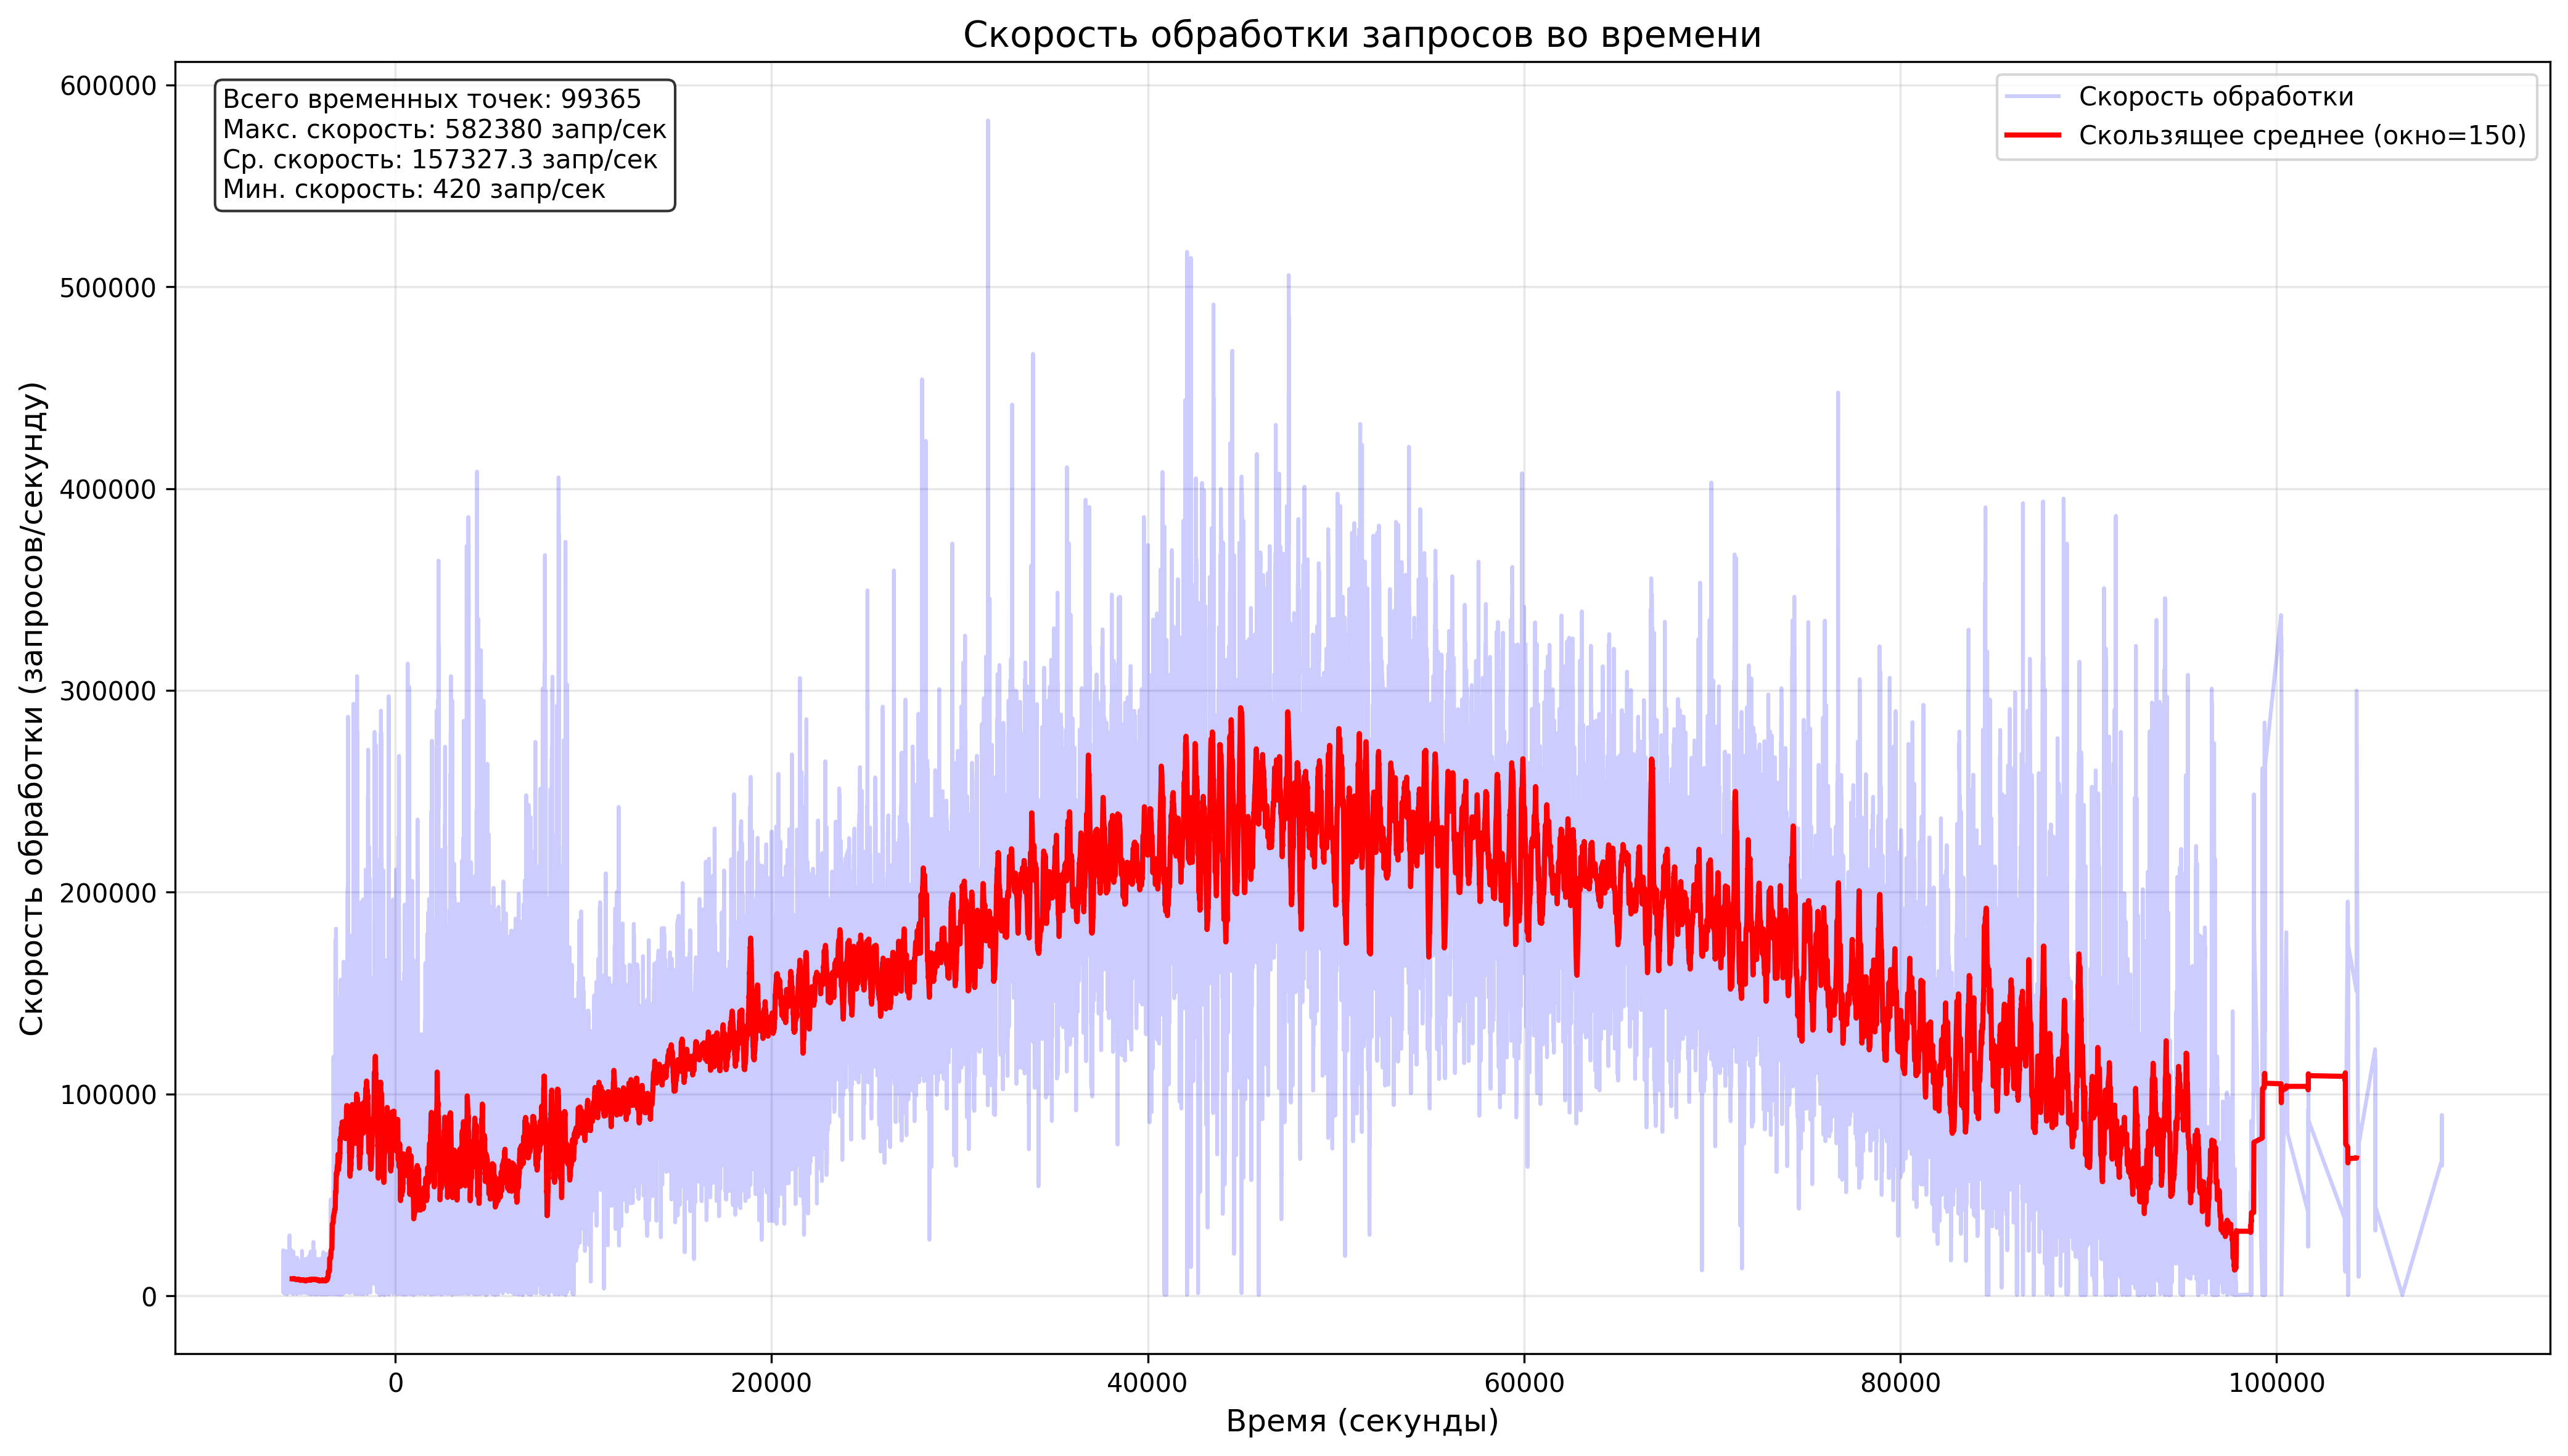 Скорость обработки запросов во времени
Всего временных точек: 99365
Макс. скорость: 582380 запр/сек
Ср. скорость: 157327.3 запр/сек
Мин. скорость: 420 запр/сек
Скорость обработки
Скользящее среднее (окно=150)
Скорость обработки (запросов/секунду)
600000
500000
400000
300000
200000
100000
0
0
20000
40000
60000
80000
100000
Время (секунды)